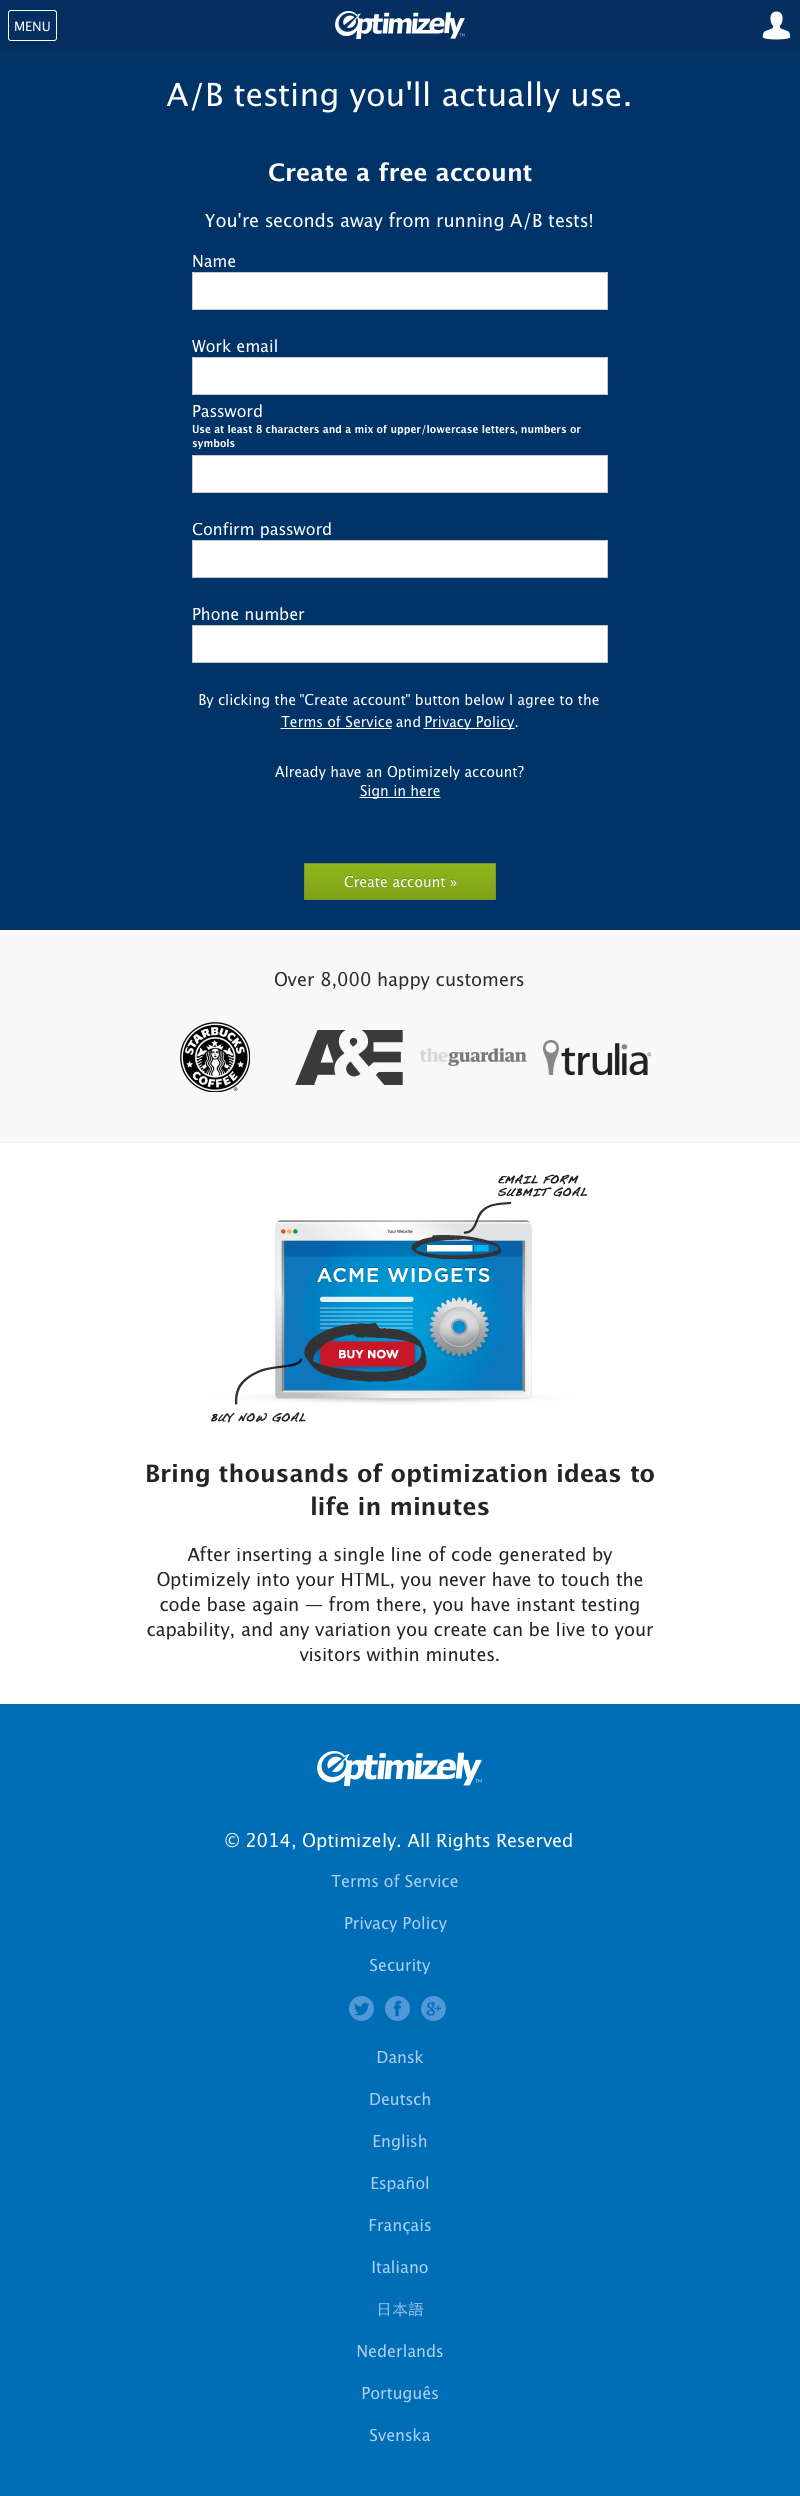 MENU
Optimizely™
A/B testing you'll actually use.
Create a free account
You're seconds away from running A/B tests!
Name
Work email
Password
Use at least 8 characters and a mix of upper/lowercase letters, numbers or
symbols
Confirm password
Phone number
By clicking the "Create account" button below I agree to the
Terms of Service and Privacy Policy.
Already have an Optimizely account?
Sign in here
Create account »
Over 8,000 happy customers
STARBUCKS
COFFEE
A&E
theguardian
trulia
EMAIL FORM
SUBMIT GOAL
Your Website
ACME WIDGETS
BUY NOW
BUY NOW GOAL
Bring thousands of optimization ideas to
life in minutes
After inserting a single line of code generated by
Optimizely into your HTML, you never have to touch the
code base again — from there, you have instant testing
capability, and any variation you create can be live to your
visitors within minutes.
Optimizely™
© 2014, Optimizely. All Rights Reserved
Terms of Service
Privacy Policy
Security
Dansk
Deutsch
English
Español
Français
Italiano
日本語
Nederlands
Português
Svenska